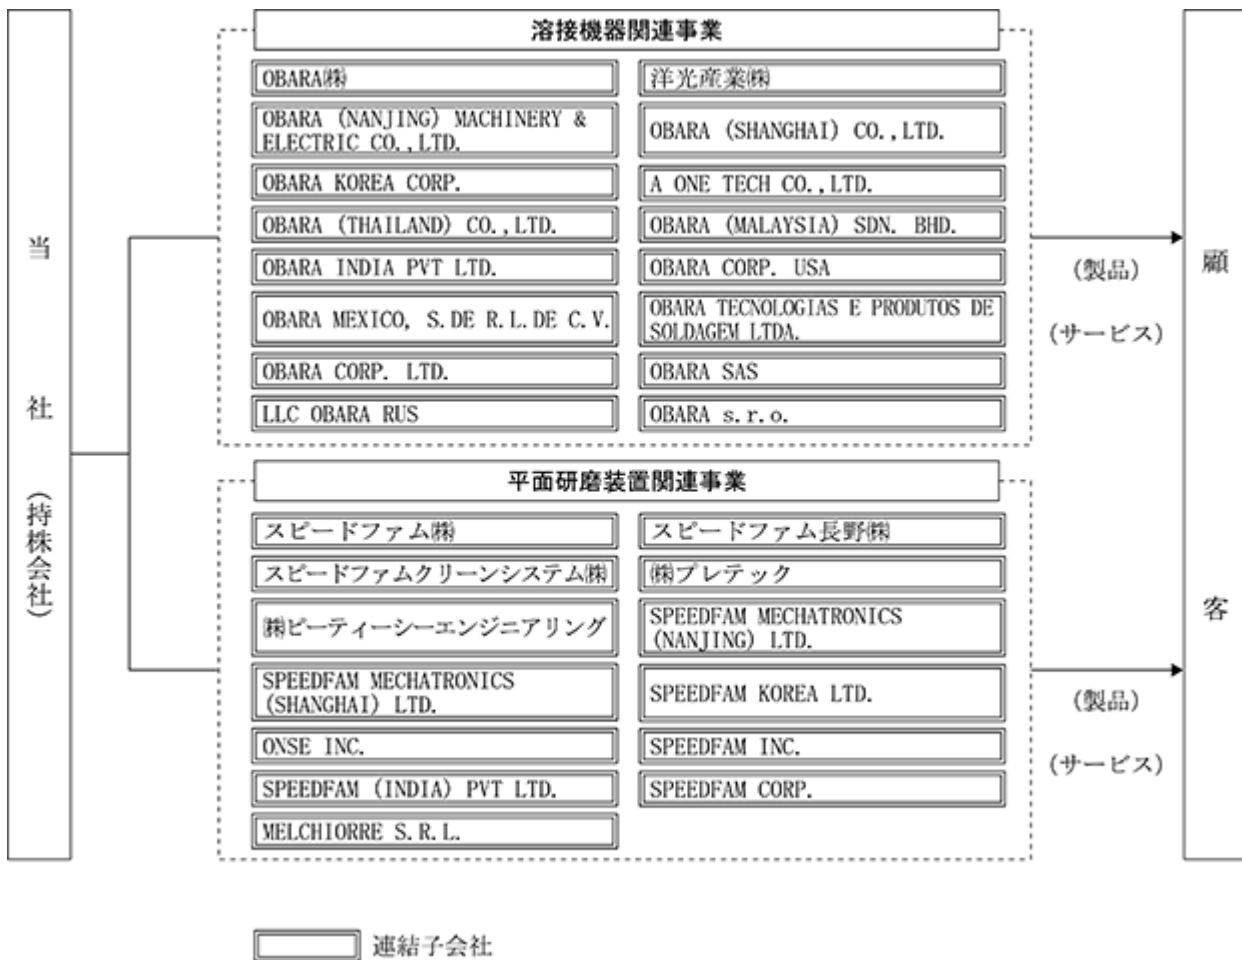 当社
(持株会社)
溶接機器関連事業
OBARA㈱
洋光産業㈱
OBARA (NANJING) MACHINERY &
ELECTRIC CO.,LTD.
OBARA (SHANGHAI) CO.,LTD.
OBARA KOREA CORP.
A ONE TECH CO.,LTD.
OBARA (THAILAND) CO.,LTD.
OBARA (MALAYSIA) SDN. BHD.
OBARA INDIA PVT LTD.
OBARA CORP. USA
OBARA MEXICO, S.DE R.L.DE C.V.
OBARA TECNOLOGIAS E PRODUTOS DE
SOLDAGEM LTDA.
OBARA CORP. LTD.
OBARA SAS
LLC OBARA RUS
OBARA s.r.o.
(製品)
(サービス)
平面研磨装置関連事業
スピードファム㈱
スピードファム長野㈱
スピードファムクリーンシステム㈱
㈱プレテック
㈱ピーティーシーエンジニアリング
SPEEDFAM MECHATRONICS
(NANJING) LTD.
SPEEDFAM MECHATRONICS
(SHANGHAI) LTD.
SPEEDFAM KOREA LTD.
ONSE INC.
SPEEDFAM INC.
SPEEDFAM (INDIA) PVT LTD.
SPEEDFAM CORP.
MELCHIORRE S.R.L.
(製品)
(サービス)
顧客
連結子会社